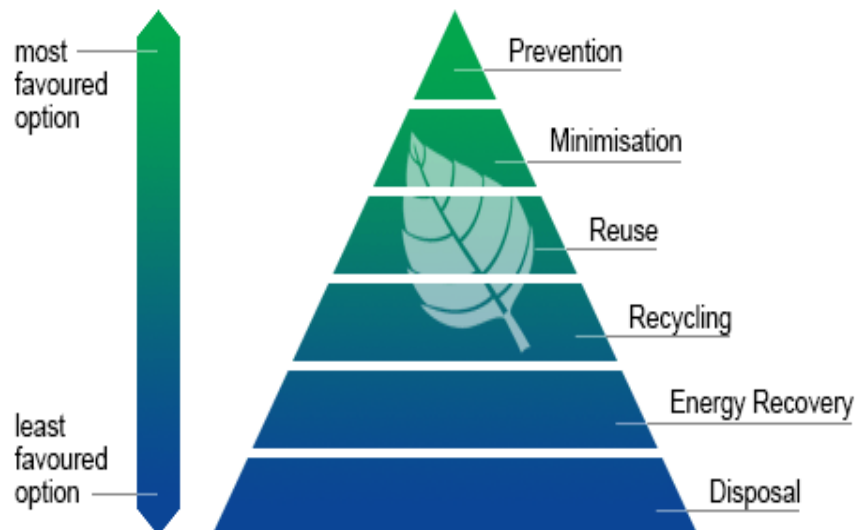 most
favoured
option
Prevention
Minimisation
Reuse
Recycling
Energy Recovery
least
favoured
option
Disposal